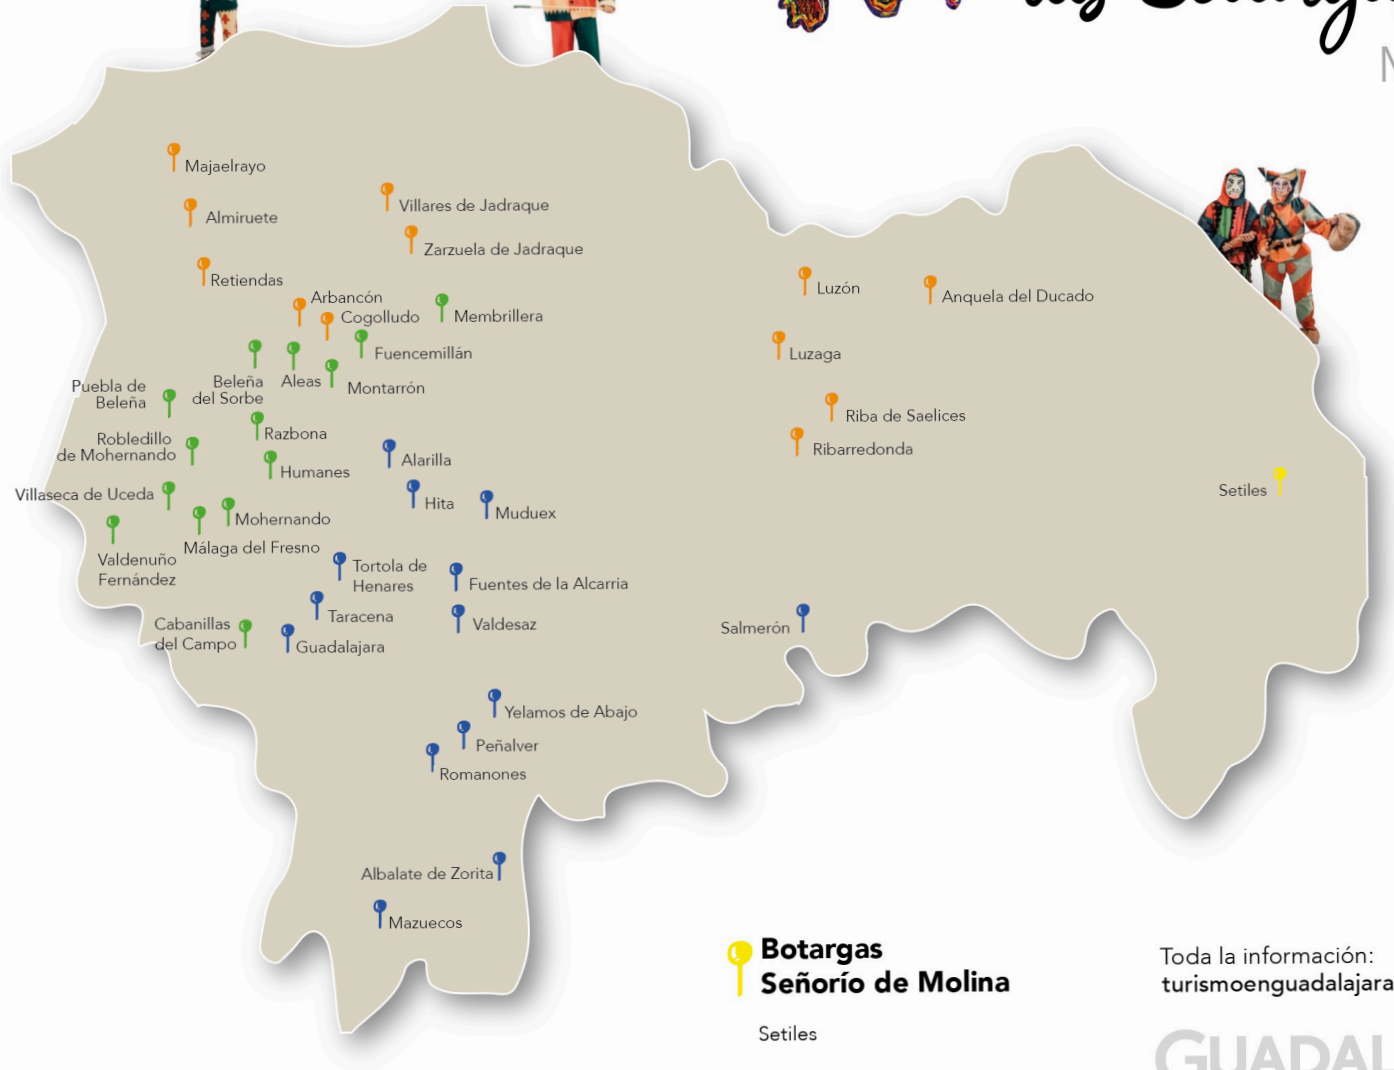 Majaelrayo
Almiruete
Villares de Jadraque
Zarzuela de Jadraque
Retiendas
Arbancón
Cogolludo
Membrillera
Luzón
Anquela del Ducado
Fuencemillán
Luzaga
Beleña
del Sorbe
Aleas
Montarrón
Puebla de
Beleña
Riba de Saelices
Razbona
Robledillo
de Mohernando
Ribarredonda
Alarilla
Humanes
Setiles
Villaseca de Uceda
Hita
Muduex
Mohernando
Málaga del Fresno
Valdenuño
Fernández
Tortola de
Henares
Fuentes de la Alcarria
Taracena
Valdesaz
Cabanillas
del Campo
Guadalajara
Salmerón
Yelamos de Abajo
Peñalver
Romanones
Albalate de Zorita
Mazuecos
Botargas
Señorío de Molina
Setiles
Toda la información:
turismoenguadalajara
GUADAL